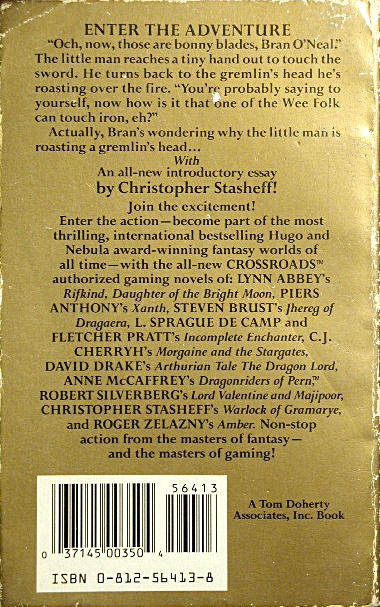 ENTER THE ADVENTURE
"Och, now, those are bonny blades, Bran O'Neal."
The little man reaches a tiny hand out to touch the
sword. He turns back to the gremlin's head he's
roasting over the fire. "You're probably saying to
yourself, now how is it that one of the Wee Folk
can touch iron, eh?"
Actually, Bran's wondering why the little man is
roasting a gremlin's head...
With
An all-new introductory essay
by Christopher Stasheff!
Join the excitement!
Enter the action—become part of the most
thrilling, international bestselling Hugo and
Nebula award-winning fantasy worlds of
all time—with the all-new CROSSROADS™
authorized gaming novels of: LYNN ABBEY's
Rifkind, Daughter of the Bright Moon, PIERS
ANTHONY's Xanth, STEVEN BRUST's Jhereg of
Dragaera, L. SPRAGUE DE CAMP and
FLETCHER PRATT's Incomplete Enchanter, C.J.
CHERRYH's Morgaine and the Stargates,
DAVID DRAKE's Arthurian Tale The Dragon Lord,
ANNE McCAFFREY's Dragonriders of Pern,™
ROBERT SILVERBERG's Lord Valentine and Majipoor,
CHRISTOPHER STASHEFF's Warlock of Gramarye,
and ROGER ZELAZNY's Amber. Non-stop
action from the masters of fantasy—
and the masters of gaming!
56413
0 37145 00350 4
ISBN 0-812-56413-8
A Tom Doherty
Associates, Inc. Book